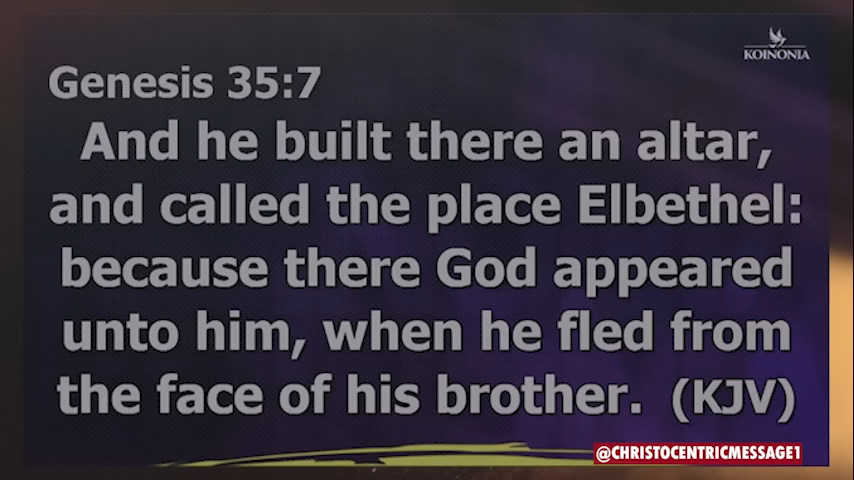 KOINONIA
Genesis 35:7
And he built there an altar,
and called the place Elbethel:
because there God appeared
unto him, when he fled from
the face of his brother. (KJV)
@CHRISTOCENTRICMESSAGE1